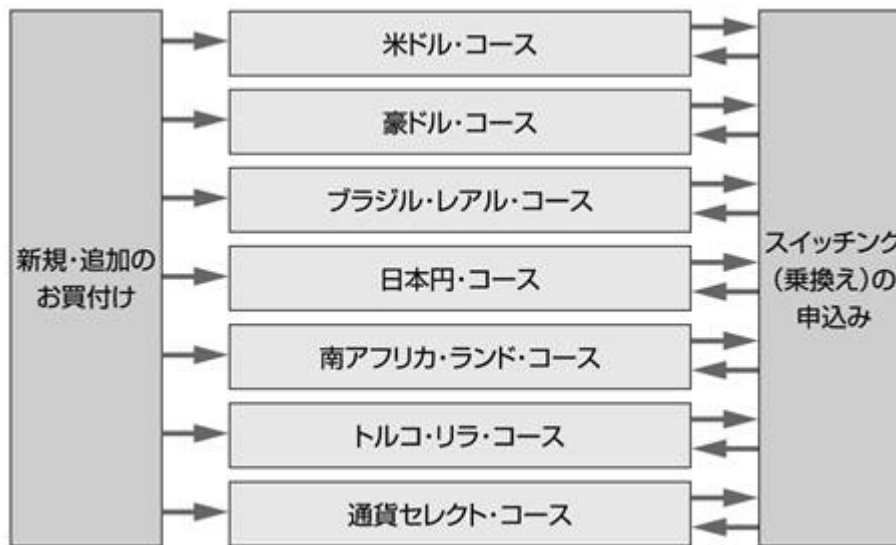 新規・追加の
お買付け
米ドル・コース
豪ドル・コース
ブラジル・レアル・コース
日本円・コース
南アフリカ・ランド・コース
トルコ・リラ・コース
通貨セレクト・コース
スイッチング
(乗換え)の
申込み